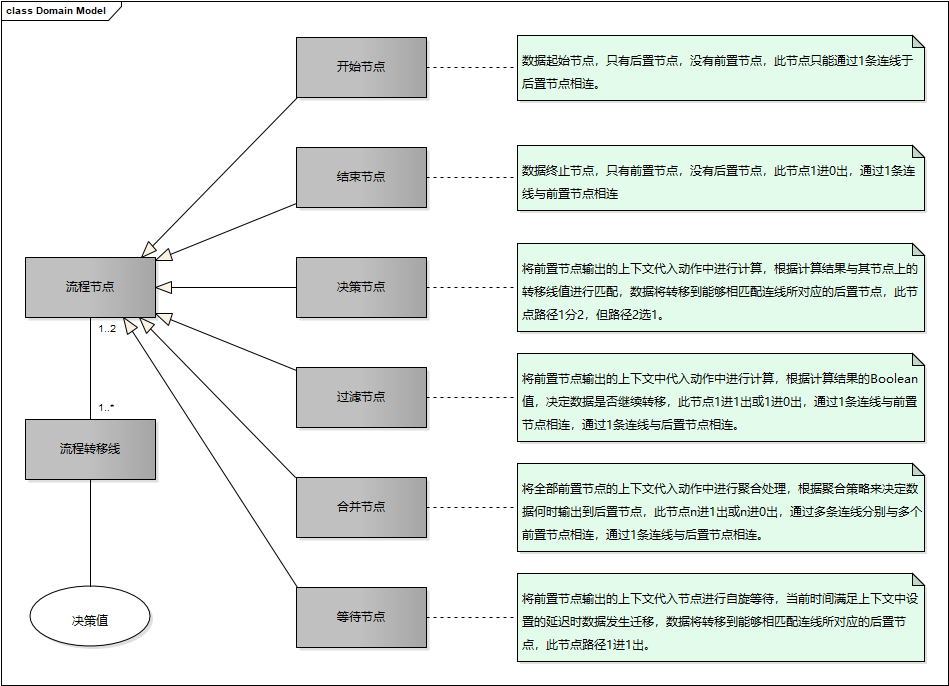 class Domain Model
开始节点
数据起始节点，只有后置节点，没有前置节点，此节点只能通过1条连线于
后置节点相连。
结束节点
数据终止节点，只有前置节点，没有后置节点，此节点1进0出，通过1条连
线与前置节点相连
流程节点
决策节点
将前置节点输出的上下文代入动作中进行计算，根据计算结果与其节点上的
转移线值进行匹配，数据将转移到能够相匹配连线所对应的后置节点，此节
点路径1分2，但路径2选1。
1..2
过滤节点
将前置节点输出的上下文中代入动作中进行计算，根据计算结果的Boolean
值，决定数据是否继续转移，此节点1进1出或1进0出，通过1条连线与前置
节点相连，通过1条线与后置节点相连。
1..*
流程转移线
合并节点
将全部前置节点的上下文代入动作中进行聚合处理，根据聚合策略来决定数
据何时输出到后置节点，此节点n进1出或n进0出，通过多条连线分别与多个
前置节点相连，通过1条线与后置节点相连。
决策值
等待节点
将前置节点输出的上下文代入节点进行自旋等待，当前时间满足上下文中设
置的延迟时数据发生迁移，数据将转移到能够相匹配连线所对应的后置节
点，此节点路径1进1出。